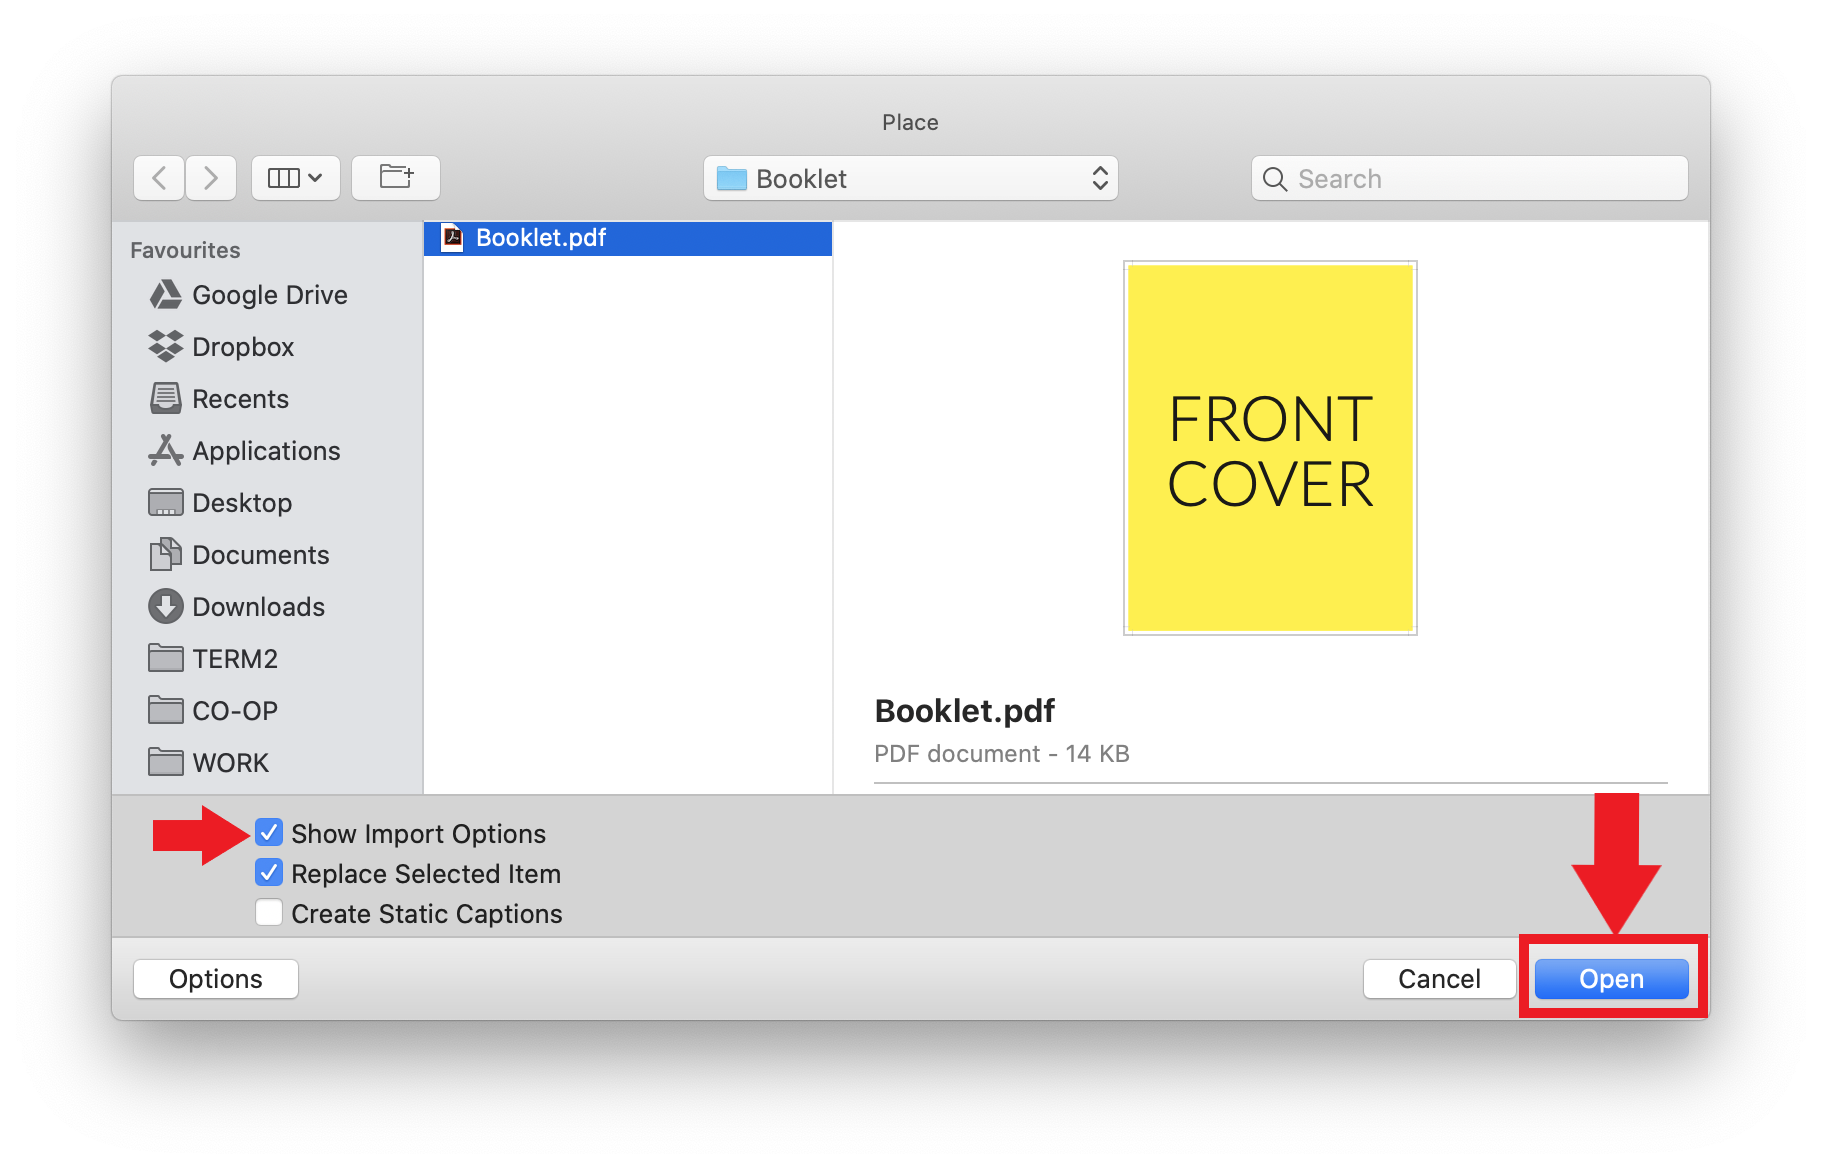 Place
Booklet
Search
Favourites
Google Drive
Dropbox
Recents
Applications
Desktop
Documents
Downloads
TERM2
CO-OP
WORK
Booklet.pdf
FRONT
COVER
Booklet.pdf
PDF document - 14 KB
Show Import Options
Replace Selected Item
Create Static Captions
Options
Cancel
Open